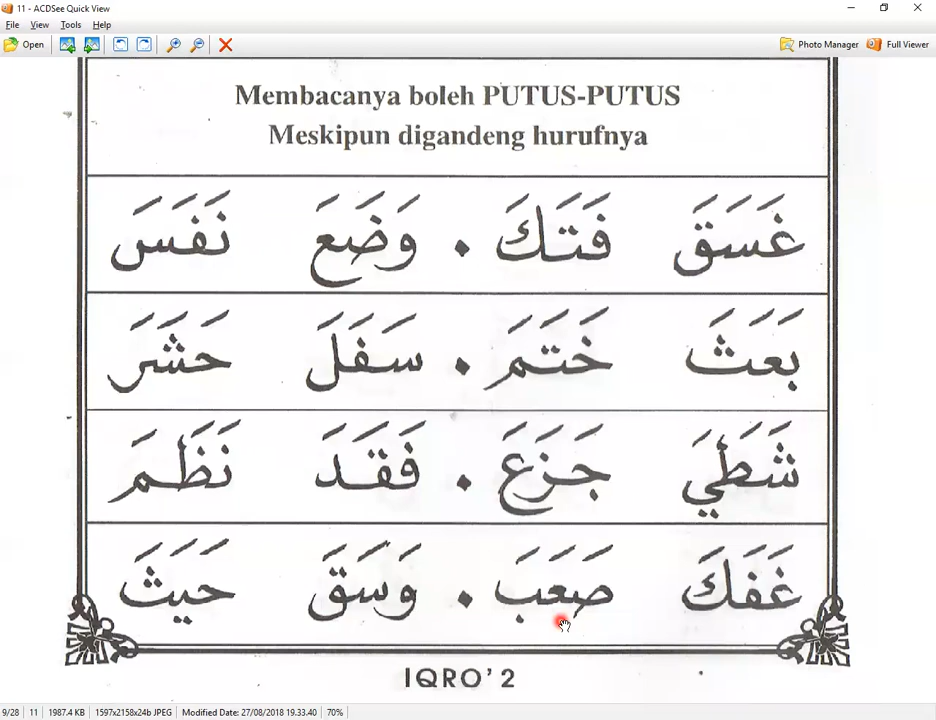 11 - ACDSee Quick View
File View Tools Help
Open Photo Manager Full Viewer
Membacanya boleh PUTUS-PUTUS
Meskipun digandeng hurufnya
غَسَقَ فَتَكَ . وَضَعَ نَفَسَ
بَعَثَ خَتَمَ . سَفَلَ حَشَرَ
شَطَيَ جَزَعَ . فَقَدَ نَظَمَ
غَفَكَ صَعَبَ . وَسَقَ حَيَثَ
IQRO' 2
9/28 11 1987.4 KB 1597x2158x24b JPEG Modified Date: 27/08/2018 19.33.40 70%